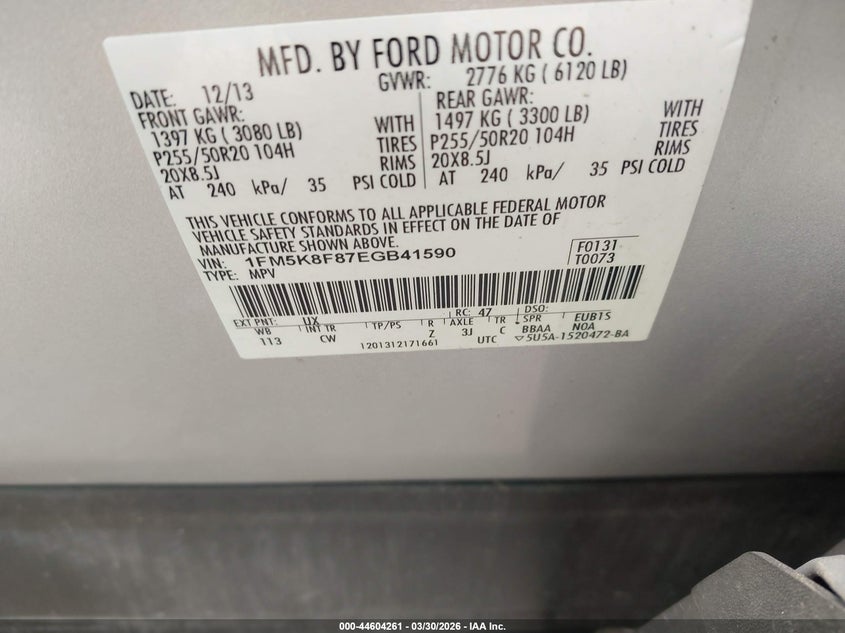 MFD. BY FORD MOTOR CO.
DATE: 12/13 GVWR: 2776 KG ( 6120 LB)
FRONT GAWR: REAR GAWR:
1397 KG ( 3080 LB) WITH 1497 KG ( 3300 LB) WITH
P255/50R20 104H TIRES P255/50R20 104H TIRES
20X8.5J RIMS 20X8.5J RIMS
AT 240 kPa/ 35 PSI COLD AT 240 kPa/ 35 PSI COLD
THIS VEHICLE CONFORMS TO ALL APPLICABLE FEDERAL MOTOR
VEHICLE SAFETY STANDARDS IN EFFECT ON THE DATE OF
MANUFACTURE SHOWN ABOVE.
VIN: 1FM5K8F87EGB41590 F0131
TYPE: MPV T0073
EXT PNT: UX RC: 47 DSO:
WB INT TR TP/PS R AXLE TR SPR EUB1S
113 CW Z 3J C BBAA NOA
1201312171661 UTC ▽5U5A-1520472-BA
000-44604261 - 03/30/2026 - IAA Inc.